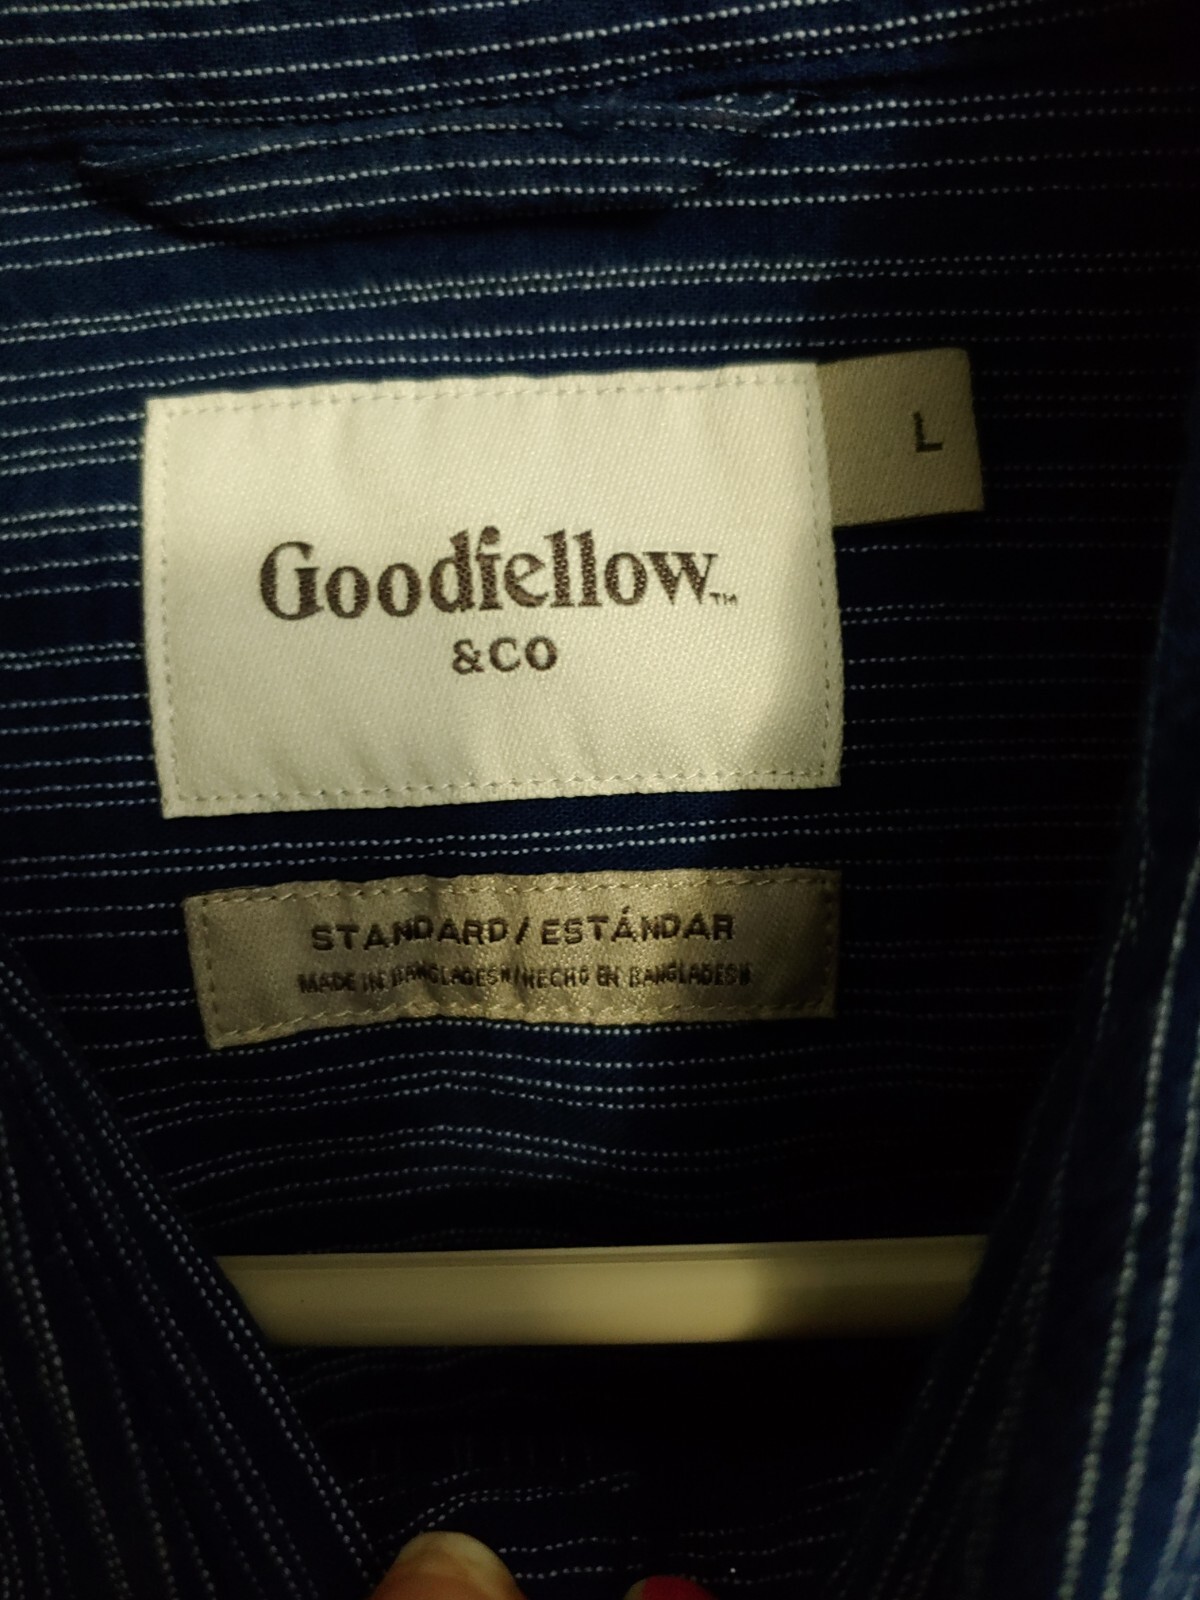 L
Goodfellow™
&CO
STANDARD/ESTÁNDAR
MADE IN BANGLADESH/HECHO EN BANGLADESH